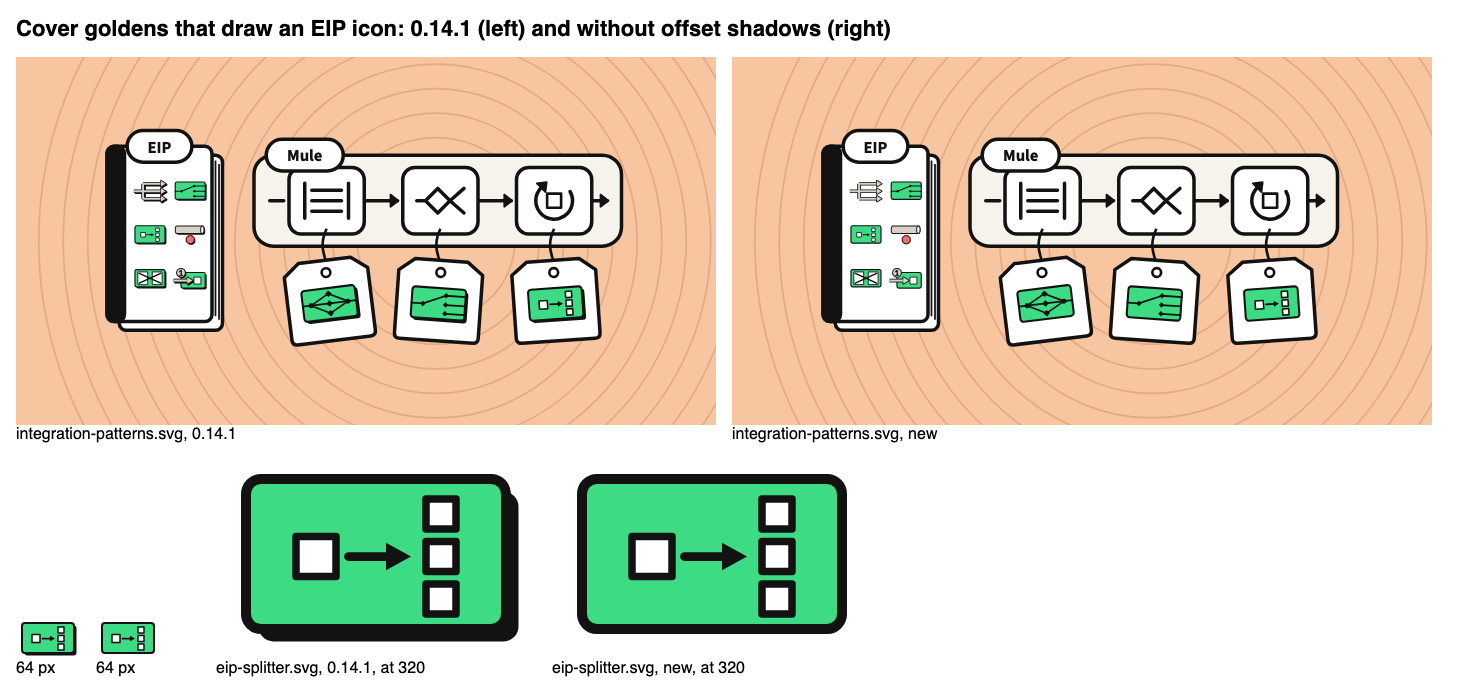 Cover goldens that draw an EIP icon: 0.14.1 (left) and without offset shadows (right)
EIP
Mule
1
EIP
Mule
1
integration-patterns.svg, 0.14.1
integration-patterns.svg, new
64 px
64 px
eip-splitter.svg, 0.14.1, at 320
eip-splitter.svg, new, at 320